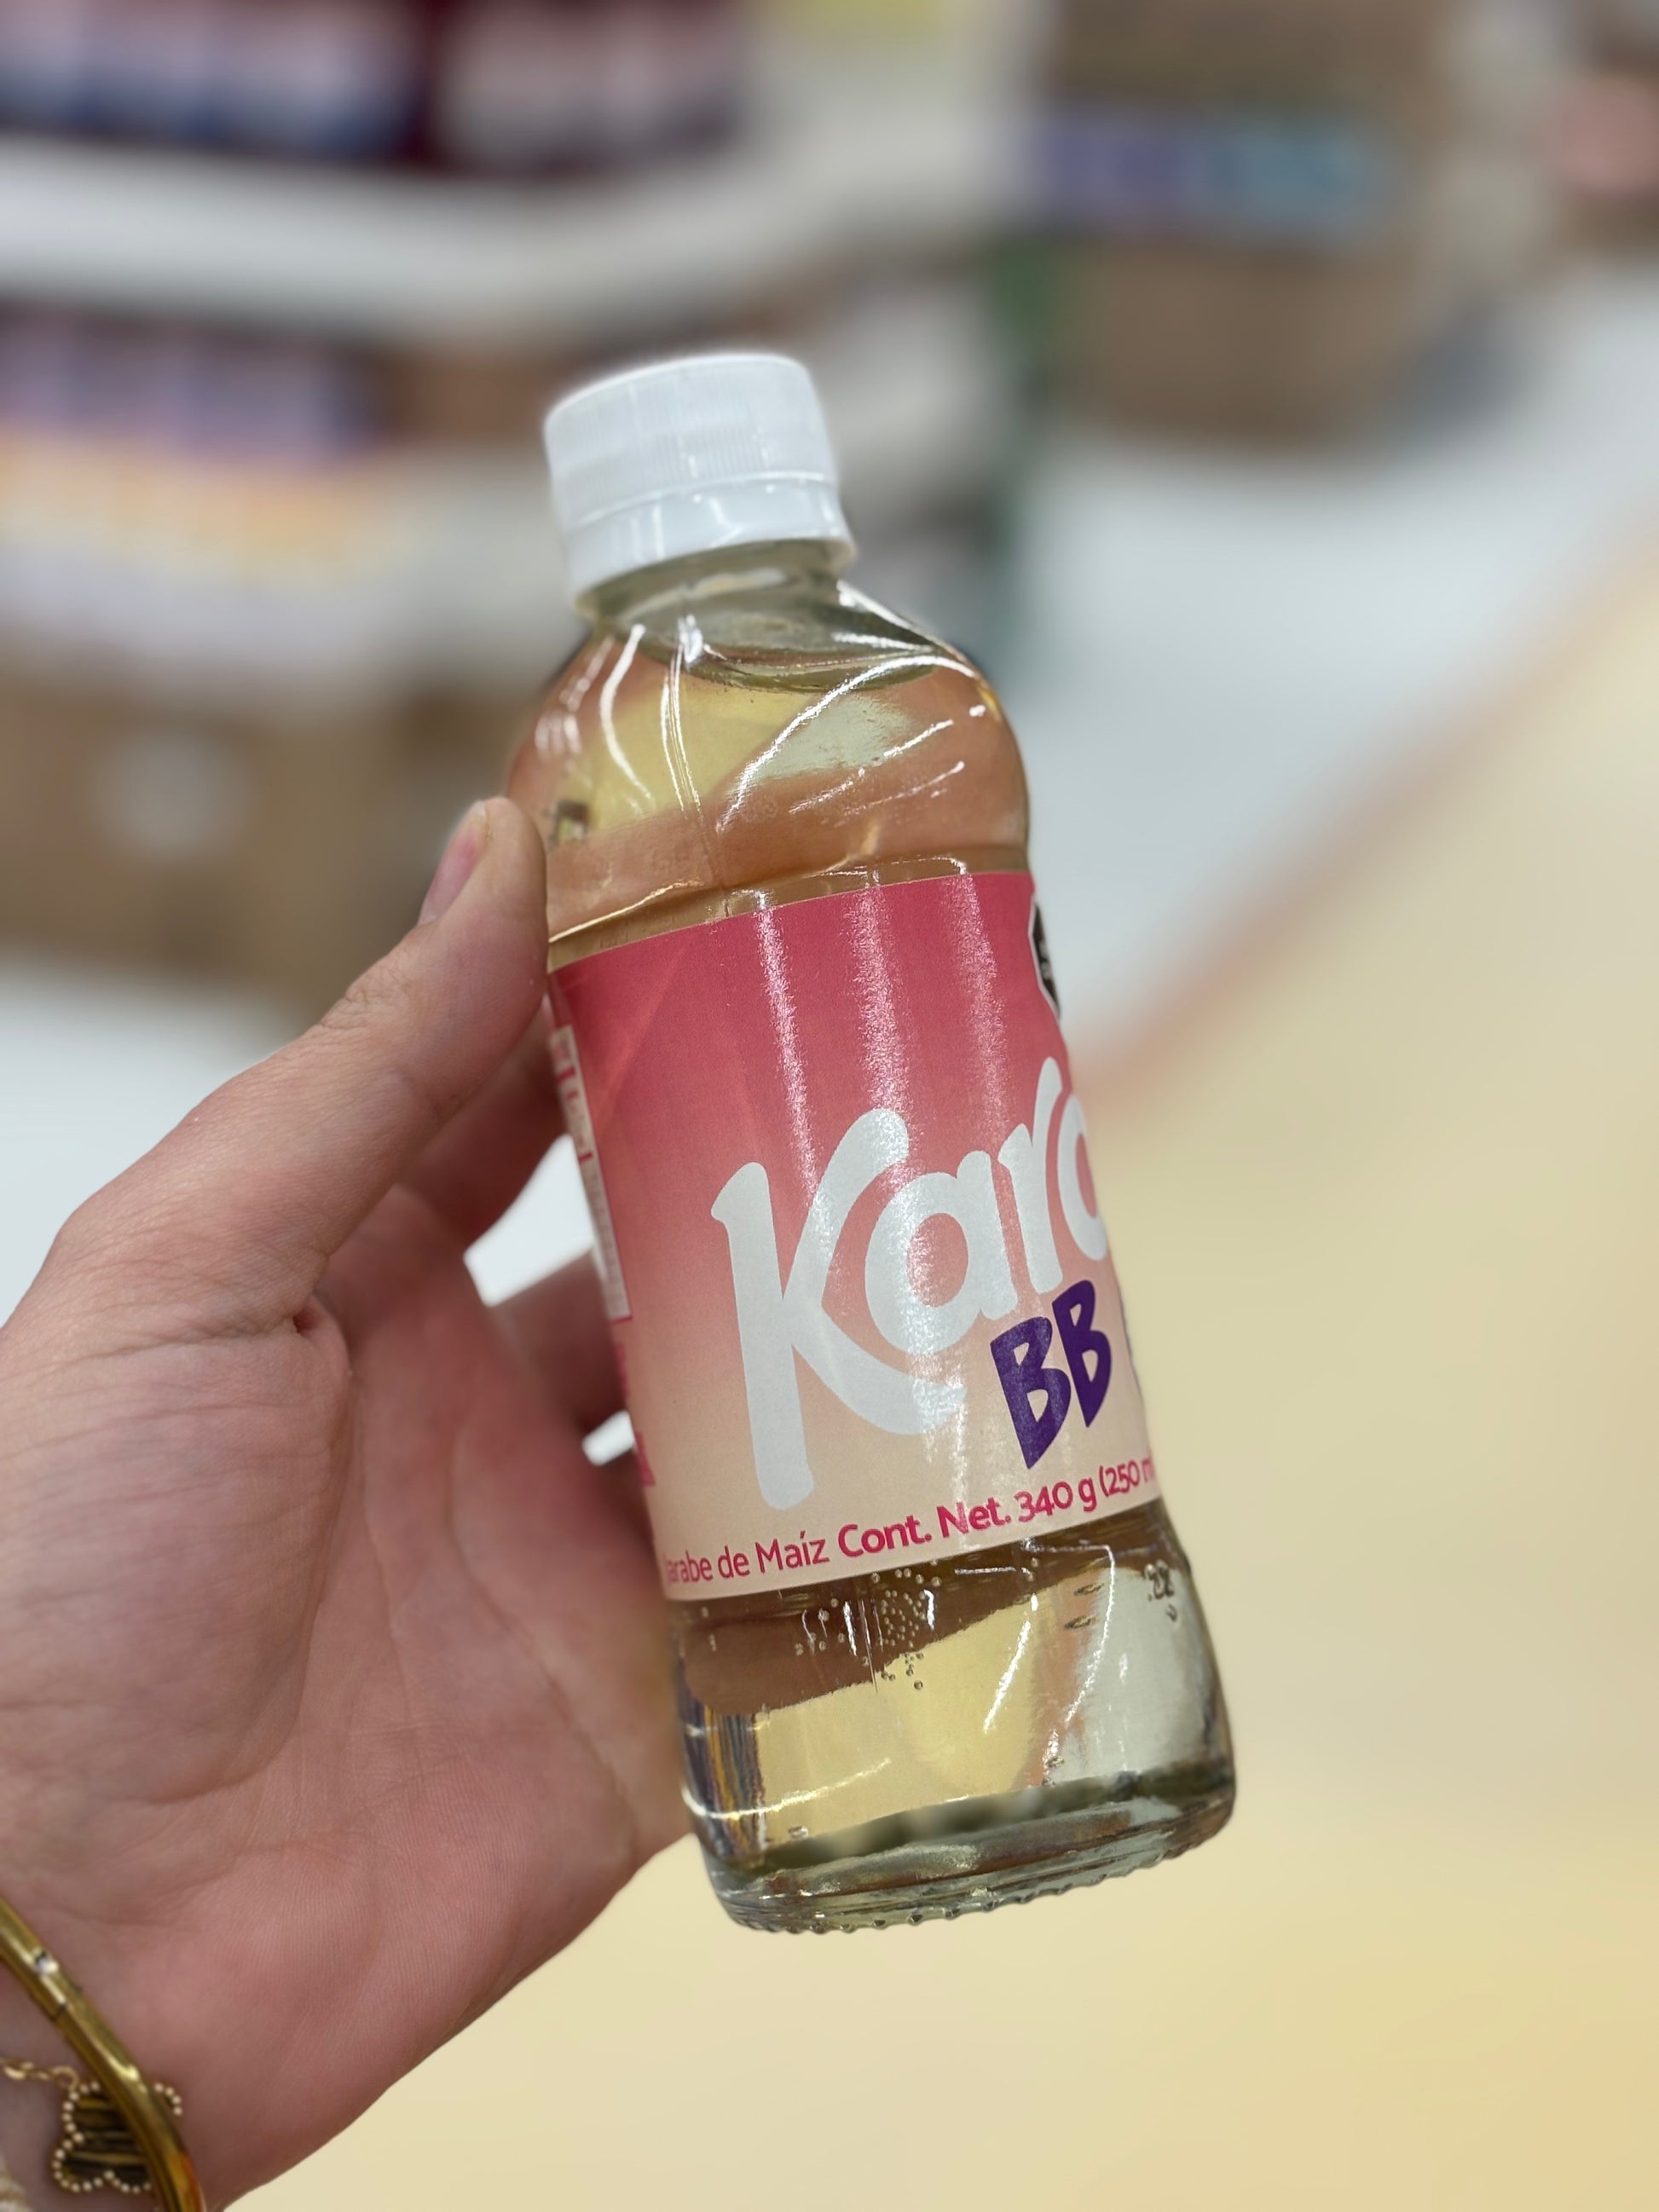 Karo
BB
arabe de Maíz Cont. Net. 340 g (250 m